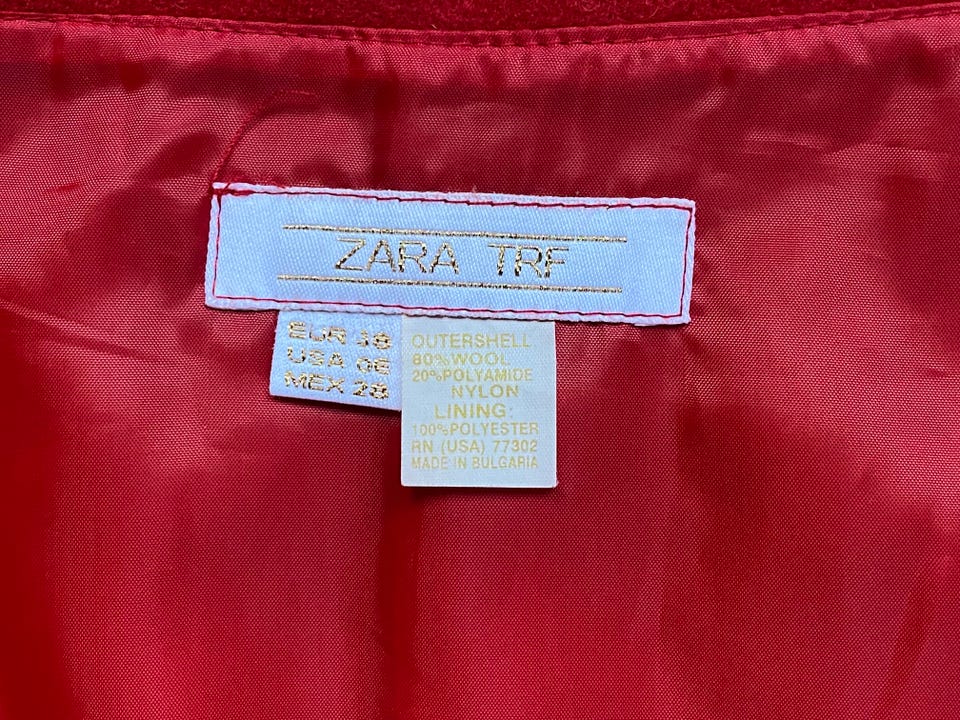 ZARA TRF
EUR 38
USA 06
MEX 28
OUTERSHELL
80% WOOL
20% POLYAMIDE
NYLON
LINING:
100% POLYESTER
RN (USA) 77302
MADE IN BULGARIA